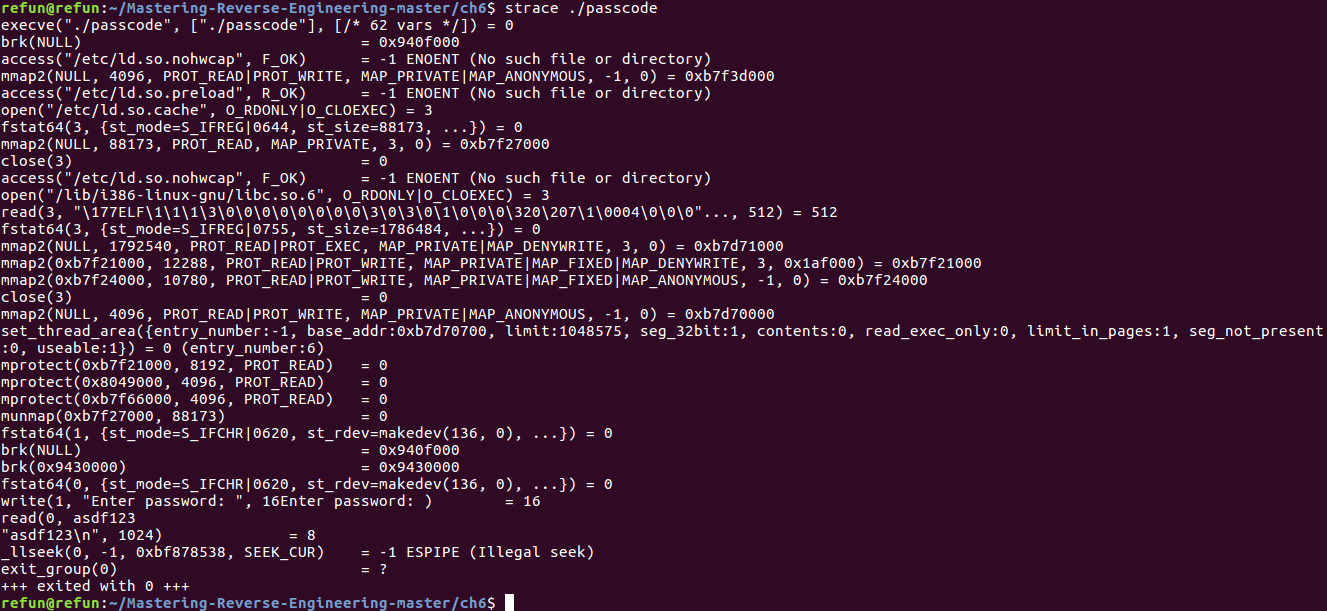 refun@refun:~/Mastering-Reverse-Engineering-master/ch6$ strace ./passcode
execve("./passcode", ["./passcode"], [/* 62 vars */]) = 0
brk(NULL)                               = 0x940f000
access("/etc/ld.so.nohwcap", F_OK)      = -1 ENOENT (No such file or directory)
mmap2(NULL, 4096, PROT_READ|PROT_WRITE, MAP_PRIVATE|MAP_ANONYMOUS, -1, 0) = 0xb7f3d000
access("/etc/ld.so.preload", R_OK)      = -1 ENOENT (No such file or directory)
open("/etc/ld.so.cache", O_RDONLY|O_CLOEXEC) = 3
fstat64(3, {st_mode=S_IFREG|0644, st_size=88173, ...}) = 0
mmap2(NULL, 88173, PROT_READ, MAP_PRIVATE, 3, 0) = 0xb7f27000
close(3)                                = 0
access("/etc/ld.so.nohwcap", F_OK)      = -1 ENOENT (No such file or directory)
open("/lib/i386-linux-gnu/libc.so.6", O_RDONLY|O_CLOEXEC) = 3
read(3, "\177ELF\1\1\1\3\0\0\0\0\0\0\0\0\3\0\3\0\1\0\0\0\320\207\1\0004\0\0\0"..., 512) = 512
fstat64(3, {st_mode=S_IFREG|0755, st_size=1786484, ...}) = 0
mmap2(NULL, 1792540, PROT_READ|PROT_EXEC, MAP_PRIVATE|MAP_DENYWRITE, 3, 0) = 0xb7d71000
mmap2(0xb7f21000, 12288, PROT_READ|PROT_WRITE, MAP_PRIVATE|MAP_FIXED|MAP_DENYWRITE, 3, 0x1af000) = 0xb7f21000
mmap2(0xb7f24000, 10780, PROT_READ|PROT_WRITE, MAP_PRIVATE|MAP_FIXED|MAP_ANONYMOUS, -1, 0) = 0xb7f24000
close(3)                                = 0
mmap2(NULL, 4096, PROT_READ|PROT_WRITE, MAP_PRIVATE|MAP_ANONYMOUS, -1, 0) = 0xb7d70000
set_thread_area({entry_number:-1, base_addr:0xb7d70700, limit:1048575, seg_32bit:1, contents:0, read_exec_only:0, limit_in_pages:1, seg_not_present
:0, useable:1}) = 0 (entry_number:6)
mprotect(0xb7f21000, 8192, PROT_READ)   = 0
mprotect(0x8049000, 4096, PROT_READ)    = 0
mprotect(0xb7f66000, 4096, PROT_READ)   = 0
munmap(0xb7f27000, 88173)               = 0
fstat64(1, {st_mode=S_IFCHR|0620, st_rdev=makedev(136, 0), ...}) = 0
brk(NULL)                               = 0x940f000
brk(0x9430000)                          = 0x9430000
fstat64(0, {st_mode=S_IFCHR|0620, st_rdev=makedev(136, 0), ...}) = 0
write(1, "Enter password: ", 16Enter password: )        = 16
read(0, asdf123
"asdf123\n", 1024)              = 8
_llseek(0, -1, 0xbf878538, SEEK_CUR)    = -1 ESPIPE (Illegal seek)
exit_group(0)                           = ?
+++ exited with 0 +++
refun@refun:~/Mastering-Reverse-Engineering-master/ch6$